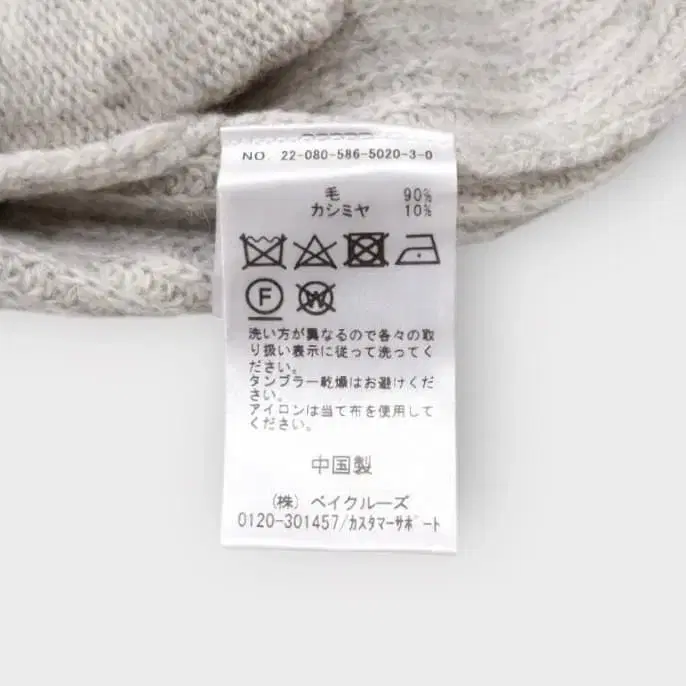 NO. 22-080-586-5020-3-0
毛 90%
カシミヤ 10%
F
W
洗い方が異なるので各々の取
り扱い表示に従って洗ってく
ださい。
タンブラー乾燥はお避けくだ
さい。
アイロンは当て布を使用して
ください。
中国製
(株) ベイクルーズ
0120-301457/カスタマーサポート